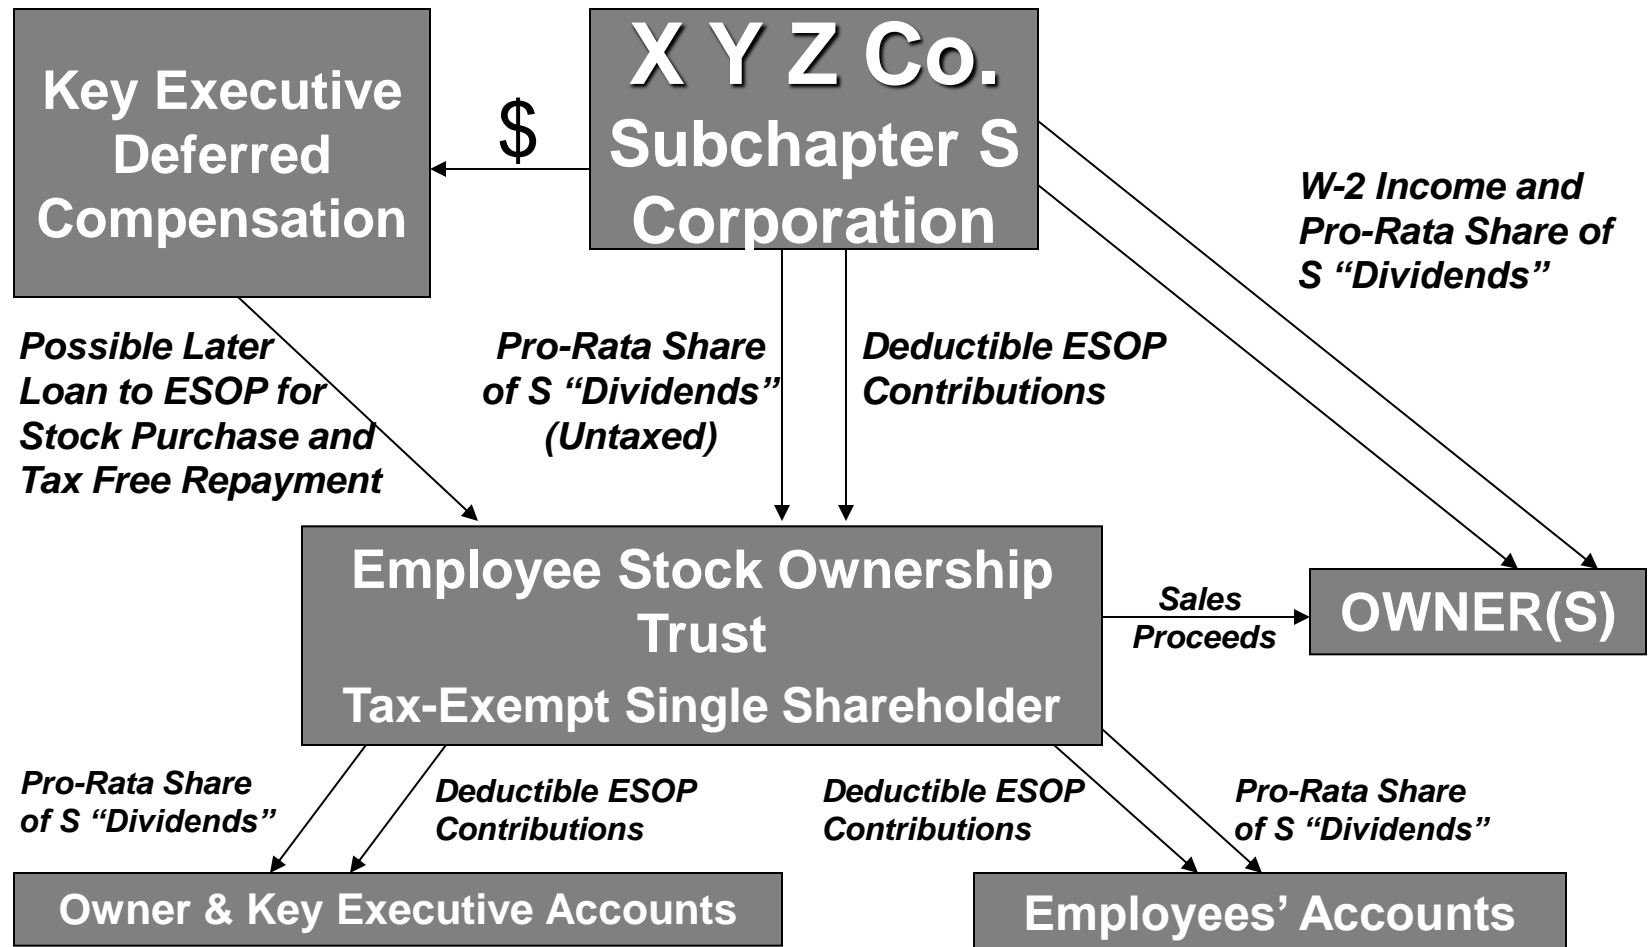 Key Executive
Deferred
Compensation
$
X Y Z Co.
Subchapter S
Corporation
W-2 Income and
Pro-Rata Share of
S “Dividends”
Possible Later
Loan to ESOP for
Stock Purchase and
Tax Free Repayment
Pro-Rata Share
of S “Dividends”
(Untaxed)
Deductible ESOP
Contributions
Employee Stock Ownership
Trust
Tax-Exempt Single Shareholder
Sales
Proceeds
OWNER(S)
Pro-Rata Share
of S “Dividends”
Deductible ESOP
Contributions
Deductible ESOP
Contributions
Pro-Rata Share
of S “Dividends”
Owner & Key Executive Accounts
Employees’ Accounts